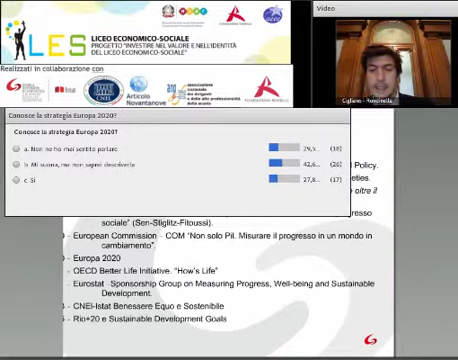 LES
LICEO ECONOMICO-SOCIALE
PROGETTO "INVESTIRE NEL VALORE E NELL'IDENTITÀ
DEL LICEO ECONOMICO-SOCIALE"
Realizzati in collaborazione con
Articolo
Novantanove
Video
Cigliano - Roncinella
Conosce la strategia Europa 2020?
Conosce la strategia Europa 2020?
a. Non ne ho mai sentito parlare 29,5... (18)
b. Mi suona, ma non saprei descriverla 42,6... (26)
c. Sì 27,8... (17)
Policy.
eties.
oltre il
gresso
sociale" (Sen-Stiglitz-Fitoussi).
– European Commission – COM "Non solo Pil. Misurare il progresso in un mondo in
cambiamento".
– Europa 2020
– OECD Better Life Initiative. "How's Life"
Eurostat –Sponsorship Group on Measuring Progress, Well-being and Sustainable
Development.
– CNEl-Istat Benessere Equo e Sostenibile
– Rio+20 e Sustainable Development Goals